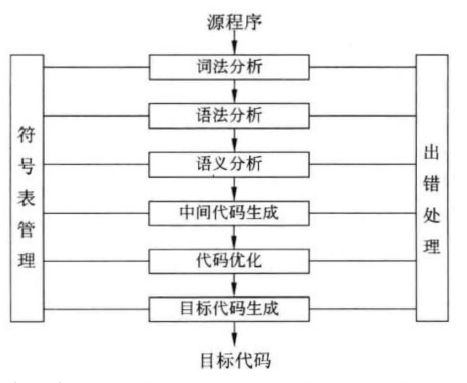 源程序
词法分析
语法分析
语义分析
中间代码生成
代码优化
目标代码生成
目标代码
符号表管理
出错处理